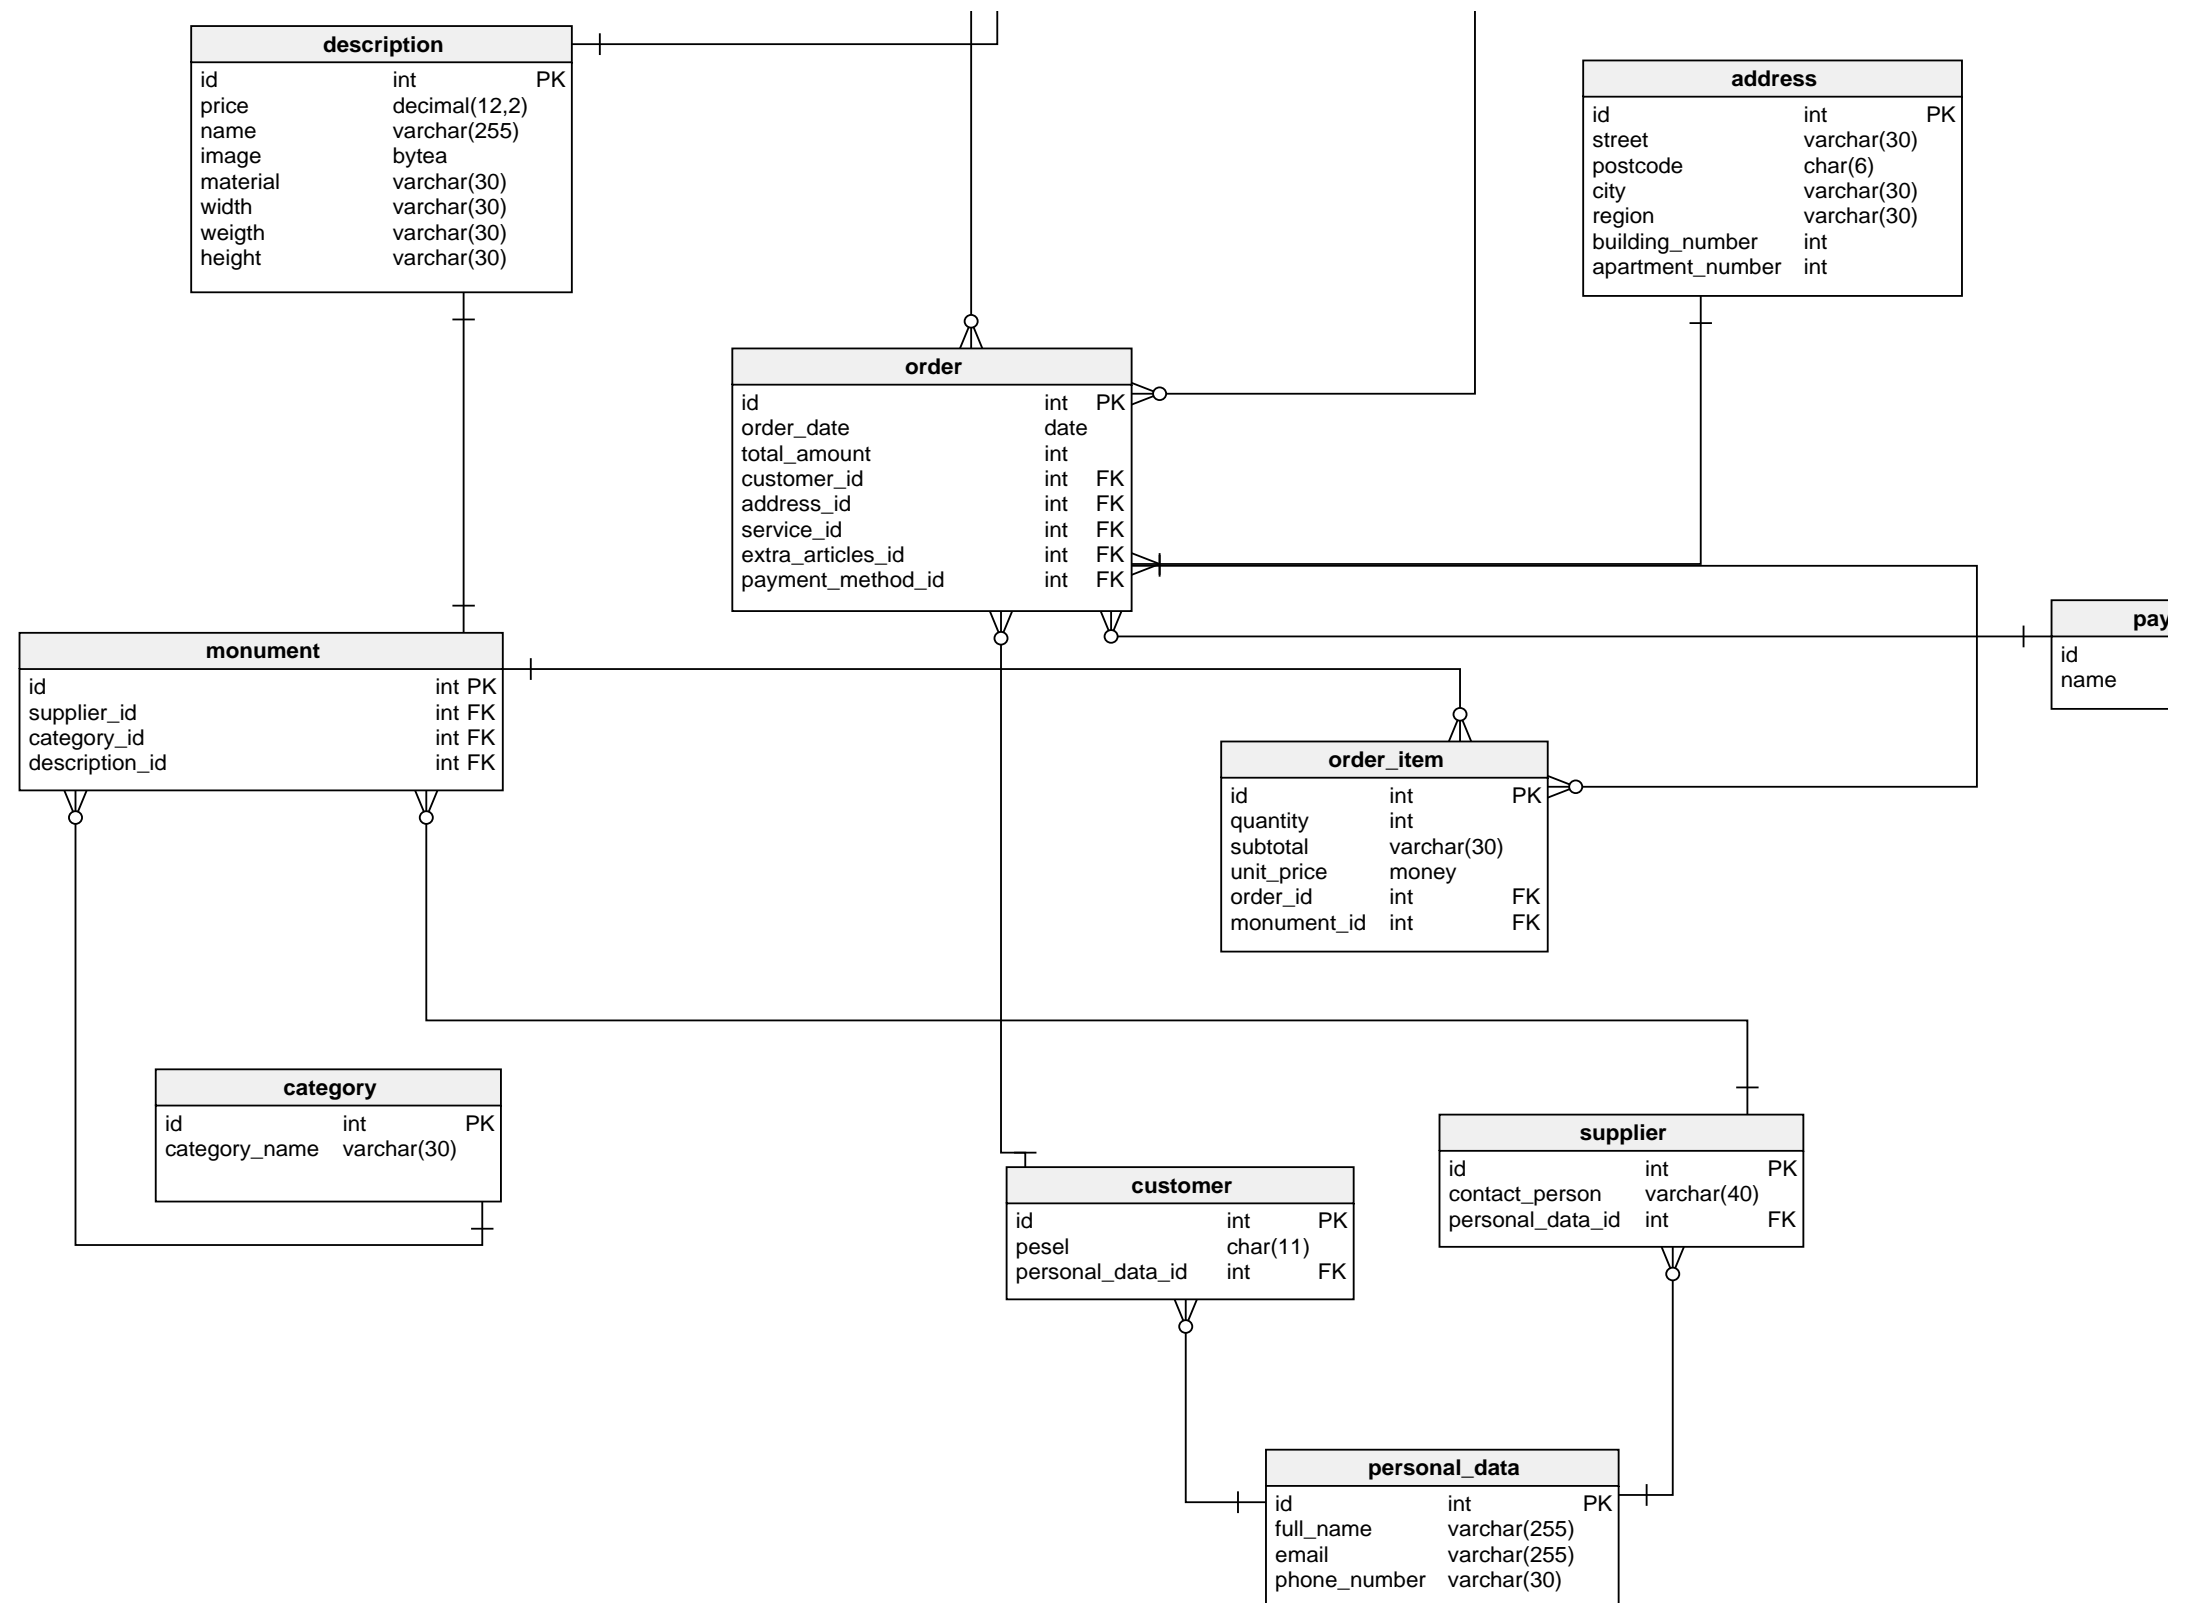 description
id int PK
price decimal(12,2)
name varchar(255)
image bytea
material varchar(30)
width varchar(30)
weigth varchar(30)
height varchar(30)
address
id int PK
street varchar(30)
postcode char(6)
city varchar(30)
region varchar(30)
building_number int
apartment_number int
order
id int PK
order_date date
total_amount int
customer_id int FK
address_id int FK
service_id int FK
extra_articles_id int FK
payment_method_id int FK
pay
id
name
monument
id int PK
supplier_id int FK
category_id int FK
description_id int FK
order_item
id int PK
quantity int
subtotal varchar(30)
unit_price money
order_id int FK
monument_id int FK
category
id int PK
category_name varchar(30)
customer
id int PK
pesel char(11)
personal_data_id int FK
supplier
id int PK
contact_person varchar(40)
personal_data_id int FK
personal_data
id int PK
full_name varchar(255)
email varchar(255)
phone_number varchar(30)